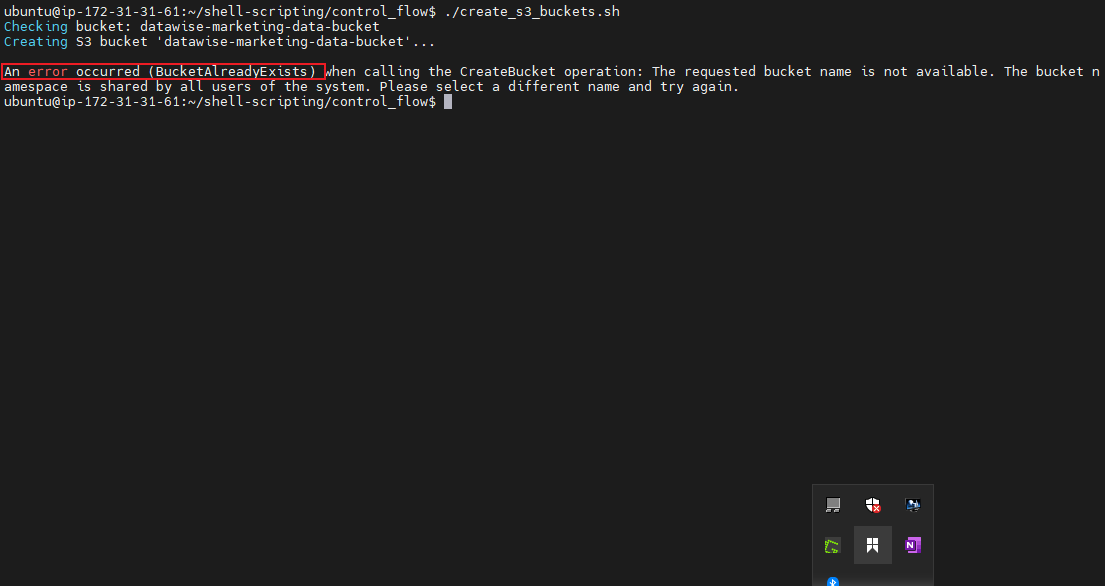 ubuntu@ip-172-31-31-61:~/shell-scripting/control_flow$ ./create_s3_buckets.sh
Checking bucket: datawise-marketing-data-bucket
Creating S3 bucket 'datawise-marketing-data-bucket'...
An error occurred (BucketAlreadyExists) when calling the CreateBucket operation: The requested bucket name is not available. The bucket n
amespace is shared by all users of the system. Please select a different name and try again.
ubuntu@ip-172-31-31-61:~/shell-scripting/control_flow$
N